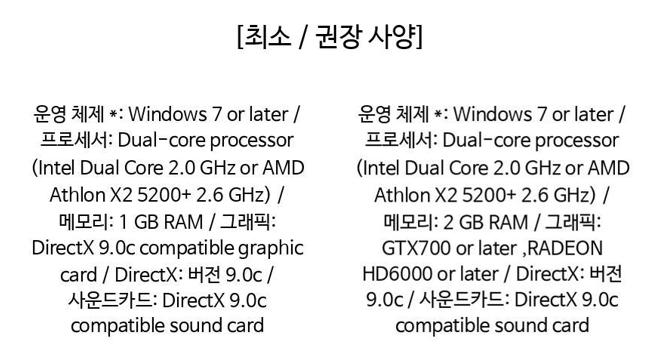 [최소 / 권장 사양]
운영 체제 *: Windows 7 or later /
프로세서: Dual-core processor
(Intel Dual Core 2.0 GHz or AMD
Athlon X2 5200+ 2.6 GHz) /
메모리: 1 GB RAM / 그래픽:
DirectX 9.0c compatible graphic
card / DirectX: 버전 9.0c /
사운드카드: DirectX 9.0c
compatible sound card
운영 체제 *: Windows 7 or later /
프로세서: Dual-core processor
(Intel Dual Core 2.0 GHz or AMD
Athlon X2 5200+ 2.6 GHz) /
메모리: 2 GB RAM / 그래픽:
GTX700 or later ,RADEON
HD6000 or later / DirectX: 버전
9.0c / 사운드카드: DirectX 9.0c
compatible sound card